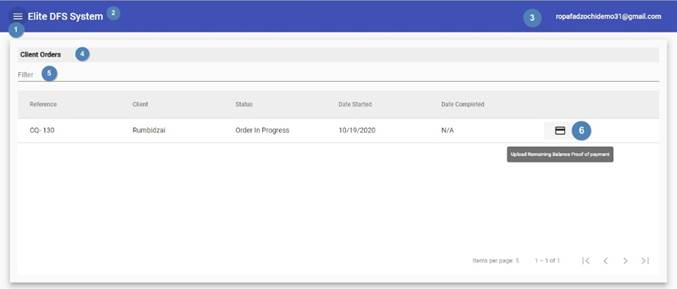 Elite DFS System 2 3 ropafadzochidemo31@gmail.com
1
Client Orders 4
Filter 5
Reference Client Status Date Started Date Completed
CQ- 130 Rumbidzai Order In Progress 10/19/2020 N/A 6
Upload Remaining Balance Proof of payment
Items per page: 5 1 – 1 of 1